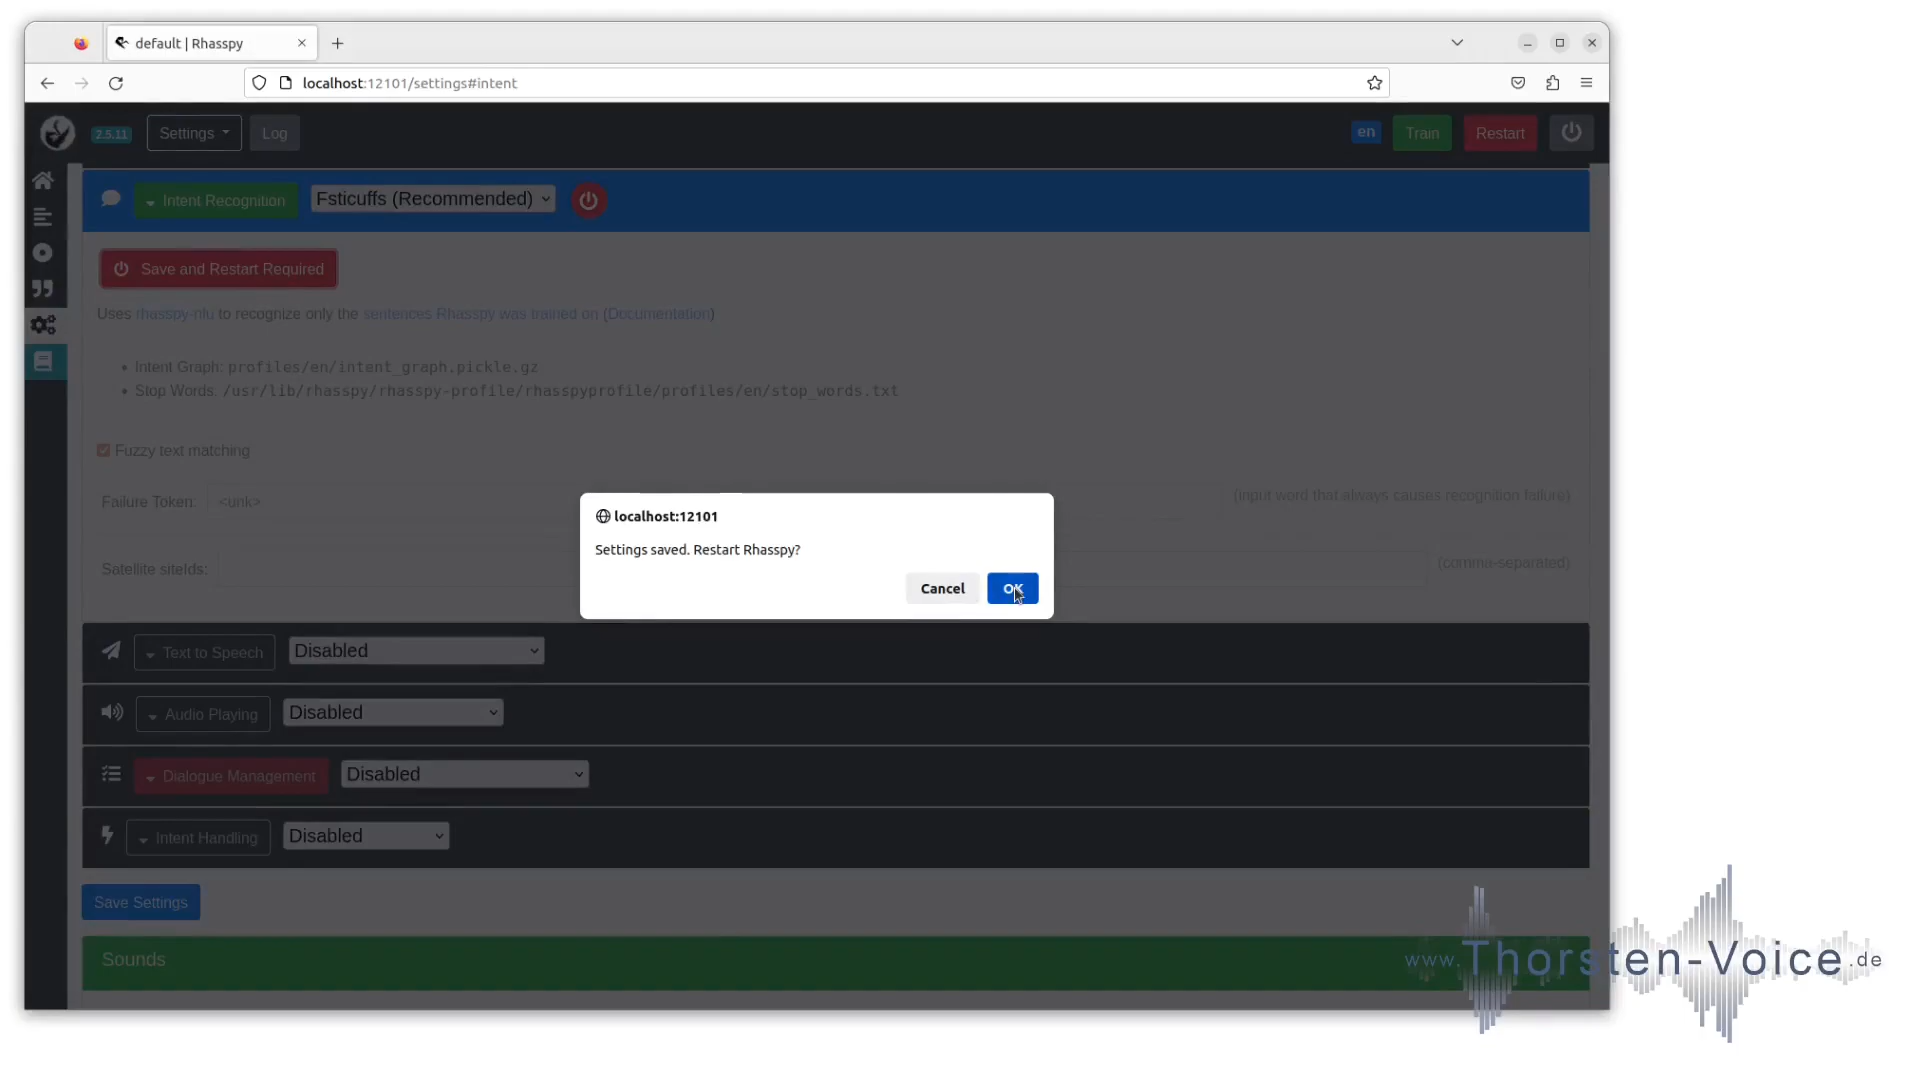 default | Rhasspy
localhost:12101/settings#intent
2.5.11
Settings
Log
en
Train
Restart
Intent Recognition
Fsticuffs (Recommended)
Save and Restart Required
Uses rhasspy-nlu to recognize only the sentences Rhasspy was trained on (Documentation)
Intent Graph: profiles/en/intent_graph.pickle.gz
Stop Words: /usr/lib/rhasspy/rhasspy-profile/rhasspyprofile/profiles/en/stop_words.txt
Fuzzy text matching
Failure Token: <unk> (input word that always causes recognition failure)
localhost:12101
Settings saved. Restart Rhasspy?
Satellite siteIds: (comma-separated)
Cancel
OK
Text to Speech
Disabled
Audio Playing
Disabled
Dialogue Management
Disabled
Intent Handling
Disabled
Save Settings
Sounds
www.Thorsten-Voice.de